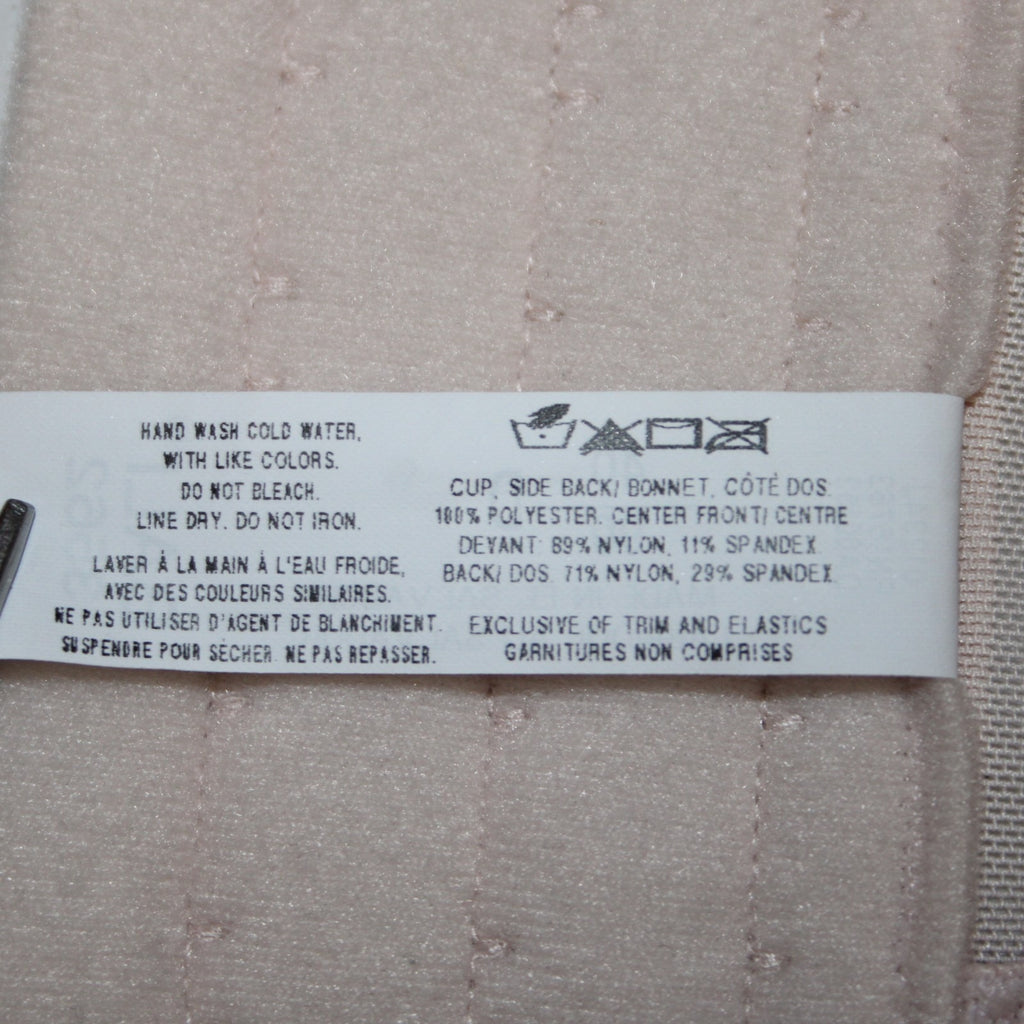 HAND WASH COLD WATER,
WITH LIKE COLORS.
DO NOT BLEACH.
LINE DRY. DO NOT IRON.
LAVER À LA MAIN À L'EAU FROIDE,
AVEC DES COULEURS SIMILAIRES.
NE PAS UTILISER D'AGENT DE BLANCHIMENT.
SUSPENDRE POUR SÉCHER. NE PAS REPASSER.
CUP, SIDE BACK/ BONNET, CÔTÉ DOS:
100% POLYESTER. CENTER FRONT/ CENTRE
DEVANT: 89% NYLON, 11% SPANDEX.
BACK/ DOS: 71% NYLON, 29% SPANDEX.
EXCLUSIVE OF TRIM AND ELASTICS
GARNITURES NON COMPRISES